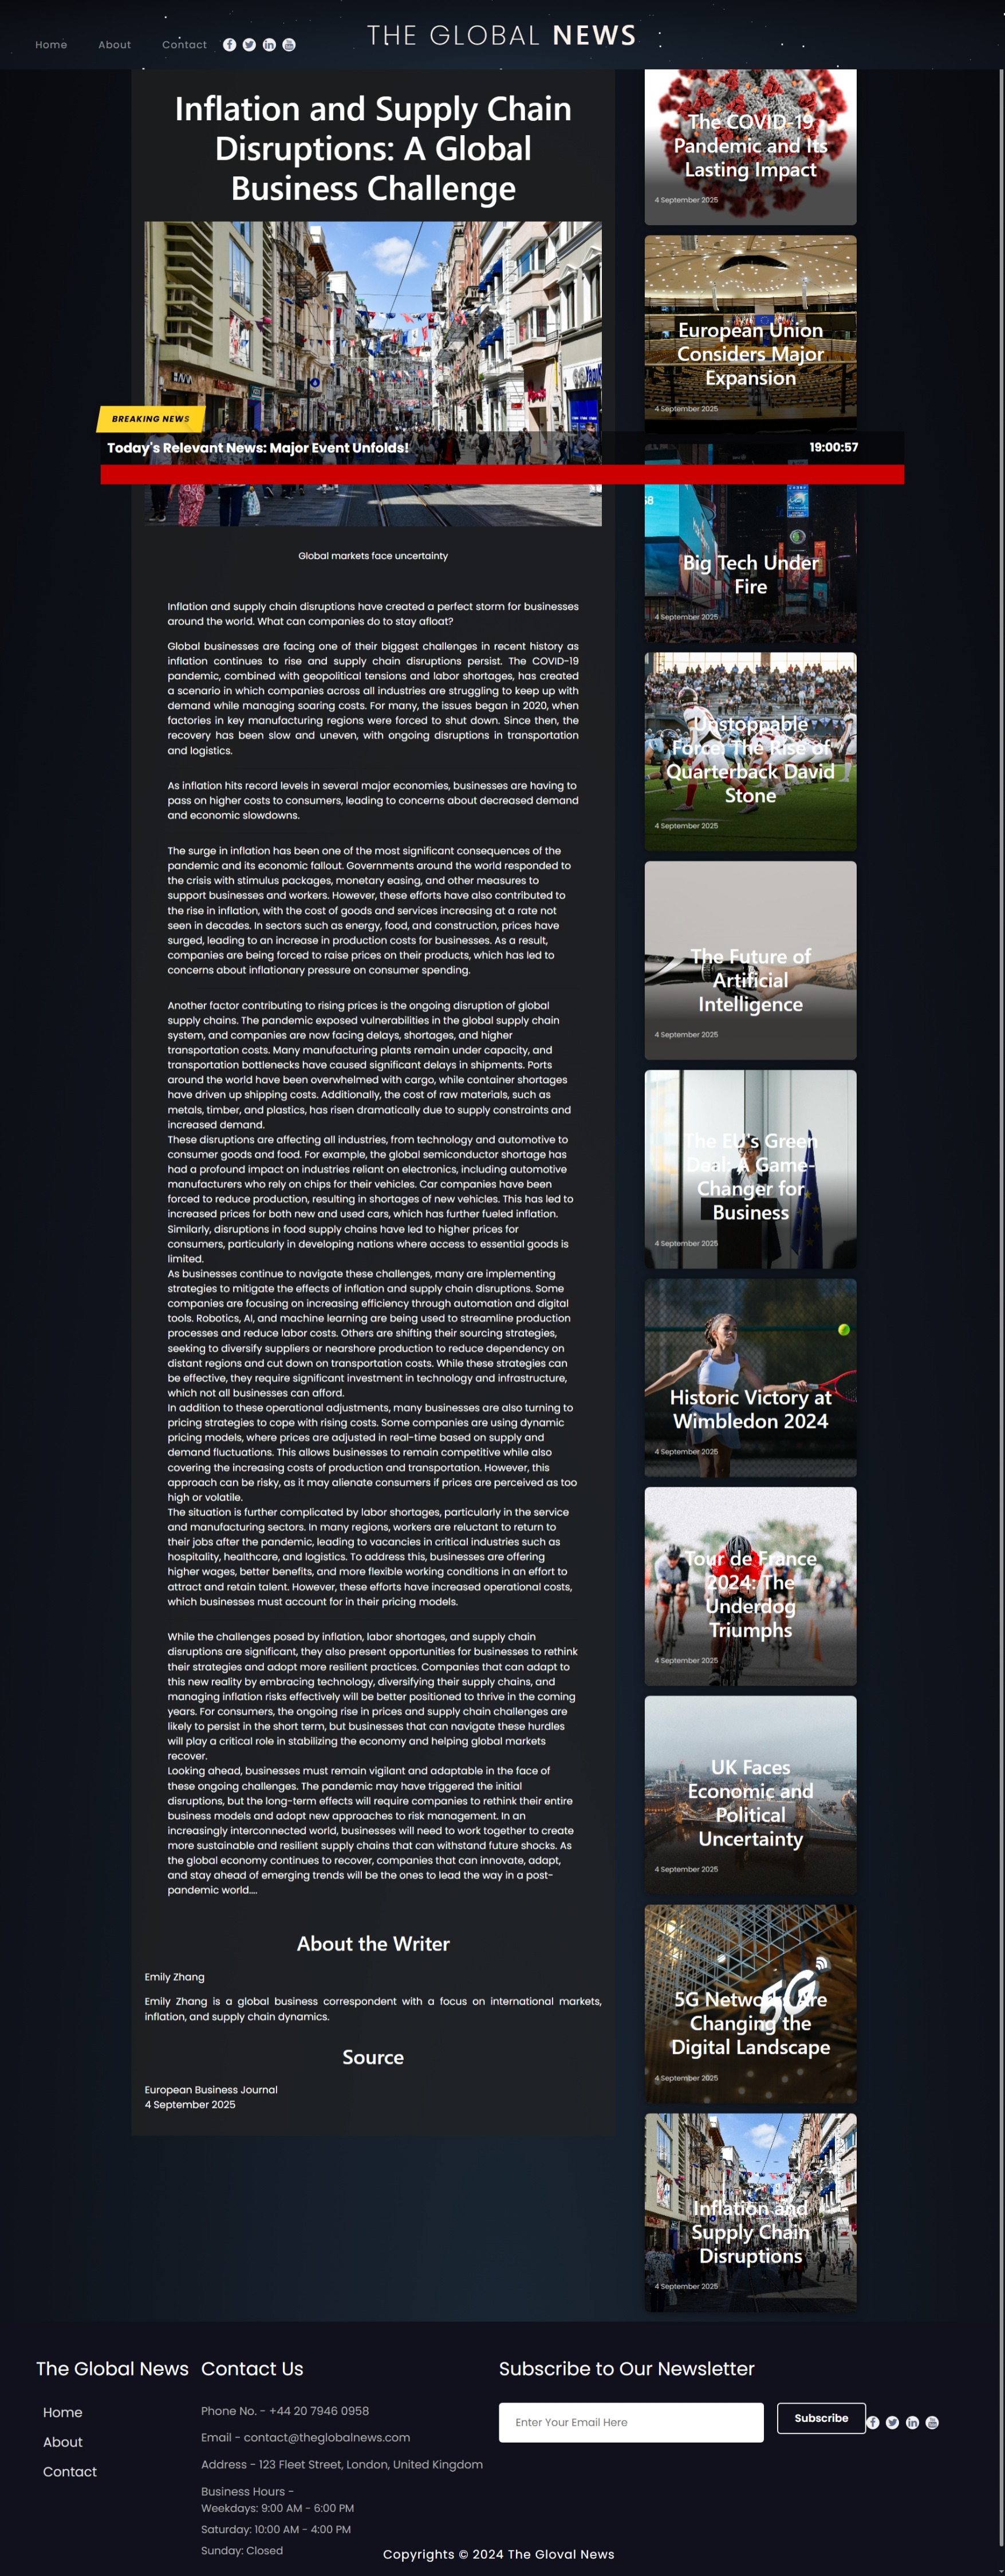 Home About Contact
THE GLOBAL NEWS
Inflation and Supply Chain
Disruptions: A Global
Business Challenge
BREAKING NEWS
Today's Relevant News: Major Event Unfolds!
19:00:57
Global markets face uncertainty
Inflation and supply chain disruptions have created a perfect storm for businesses
around the world. What can companies do to stay afloat?
Global businesses are facing one of their biggest challenges in recent history as
inflation continues to rise and supply chain disruptions persist. The COVID-19
pandemic, combined with geopolitical tensions and labor shortages, has created
a scenario in which companies across all industries are struggling to keep up with
demand while managing soaring costs. For many, the issues began in 2020, when
factories in key manufacturing regions were forced to shut down. Since then, the
recovery has been slow and uneven, with ongoing disruptions in transportation
and logistics.
As inflation hits record levels in several major economies, businesses are having to
pass on higher costs to consumers, leading to concerns about decreased demand
and economic slowdowns.
The surge in inflation has been one of the most significant consequences of the
pandemic and its economic fallout. Governments around the world responded to
the crisis with stimulus packages, monetary easing, and other measures to
support businesses and workers. However, these efforts have also contributed to
the rise in inflation, with the cost of goods and services increasing at a rate not
seen in decades. In sectors such as energy, food, and construction, prices have
surged, leading to an increase in production costs for businesses. As a result,
companies are being forced to raise prices on their products, which has led to
concerns about inflationary pressure on consumer spending.
Another factor contributing to rising prices is the ongoing disruption of global
supply chains. The pandemic exposed vulnerabilities in the global supply chain
system, and companies are now facing delays, shortages, and higher
transportation costs. Many manufacturing plants remain under capacity, and
transportation bottlenecks have caused significant delays in shipments. Ports
around the world have been overwhelmed with cargo, while container shortages
have driven up shipping costs. Additionally, the cost of raw materials, such as
metals, timber, and plastics, has risen dramatically due to supply constraints and
increased demand.
These disruptions are affecting all industries, from technology and automotive to
consumer goods and food. For example, the global semiconductor shortage has
had a profound impact on industries reliant on electronics, including automotive
manufacturers who rely on chips for their vehicles. Car companies have been
forced to reduce production, resulting in shortages of new vehicles. This has led to
increased prices for both new and used cars, which has further fueled inflation.
Similarly, disruptions in food supply chains have led to higher prices for
consumers, particularly in developing nations where access to essential goods is
limited.
As businesses continue to navigate these challenges, many are implementing
strategies to mitigate the effects of inflation and supply chain disruptions. Some
companies are focusing on increasing efficiency through automation and digital
tools. Robotics, AI, and machine learning are being used to streamline production
processes and reduce labor costs. Others are shifting their sourcing strategies,
seeking to diversify suppliers or nearshore production to reduce dependency on
distant regions and cut down on transportation costs. While these strategies can
be effective, they require significant investment in technology and infrastructure,
which not all businesses can afford.
In addition to these operational adjustments, many businesses are also turning to
pricing strategies to cope with rising costs. Some companies are using dynamic
pricing models, where prices are adjusted in real-time based on supply and
demand fluctuations. This allows businesses to remain competitive while also
covering the increasing costs of production and transportation. However, this
approach can be risky, as it may alienate consumers if prices are perceived as too
high or volatile.
The situation is further complicated by labor shortages, particularly in the service
and manufacturing sectors. In many regions, workers are reluctant to return to
their jobs after the pandemic, leading to vacancies in critical industries such as
hospitality, healthcare, and logistics. To address this, businesses are offering
higher wages, better benefits, and more flexible working conditions in an effort to
attract and retain talent. However, these efforts have increased operational costs,
which businesses must account for in their pricing models.
While the challenges posed by inflation, labor shortages, and supply chain
disruptions are significant, they also present opportunities for businesses to rethink
their strategies and adopt more resilient practices. Companies that can adapt to
this new reality by embracing technology, diversifying their supply chains, and
managing inflation risks effectively will be better positioned to thrive in the coming
years. For consumers, the ongoing rise in prices and supply chain challenges are
likely to persist in the short term, but businesses that can navigate these hurdles
will play a critical role in stabilizing the economy and helping global markets
recover.
Looking ahead, businesses must remain vigilant and adaptable in the face of
these ongoing challenges. The pandemic may have triggered the initial
disruptions, but the long-term effects will require companies to rethink their entire
business models and adopt new approaches to risk management. In an
increasingly interconnected world, businesses will need to work together to create
more sustainable and resilient supply chains that can withstand future shocks. As
the global economy continues to recover, companies that can innovate, adapt,
and stay ahead of emerging trends will be the ones to lead the way in a post-
pandemic world....
About the Writer
Emily Zhang
Emily Zhang is a global business correspondent with a focus on international markets,
inflation, and supply chain dynamics.
Source
European Business Journal
4 September 2025
The COVID-19
Pandemic and Its
Lasting Impact
4 September 2025
European Union
Considers Major
Expansion
4 September 2025
Big Tech Under
Fire
4 September 2025
Unstoppable
Force: The Rise of
Quarterback David
Stone
4 September 2025
The Future of
Artificial
Intelligence
4 September 2025
The EU's Green
Deal: A Game-
Changer for
Business
4 September 2025
Historic Victory at
Wimbledon 2024
4 September 2025
Tour de France
2024: The
Underdog
Triumphs
4 September 2025
UK Faces
Economic and
Political
Uncertainty
4 September 2025
5G
5G Networks Are
Changing the
Digital Landscape
4 September 2025
Inflation and
Supply Chain
Disruptions
4 September 2025
The Global News
Home
About
Contact
Contact Us
Phone No. - +44 20 7946 0958
Email - contact@theglobalnews.com
Address - 123 Fleet Street, London, United Kingdom
Business Hours -
Weekdays: 9:00 AM - 6:00 PM
Saturday: 10:00 AM - 4:00 PM
Sunday: Closed
Subscribe to Our Newsletter
Enter Your Email Here
Subscribe
Copyrights © 2024 The Gloval News